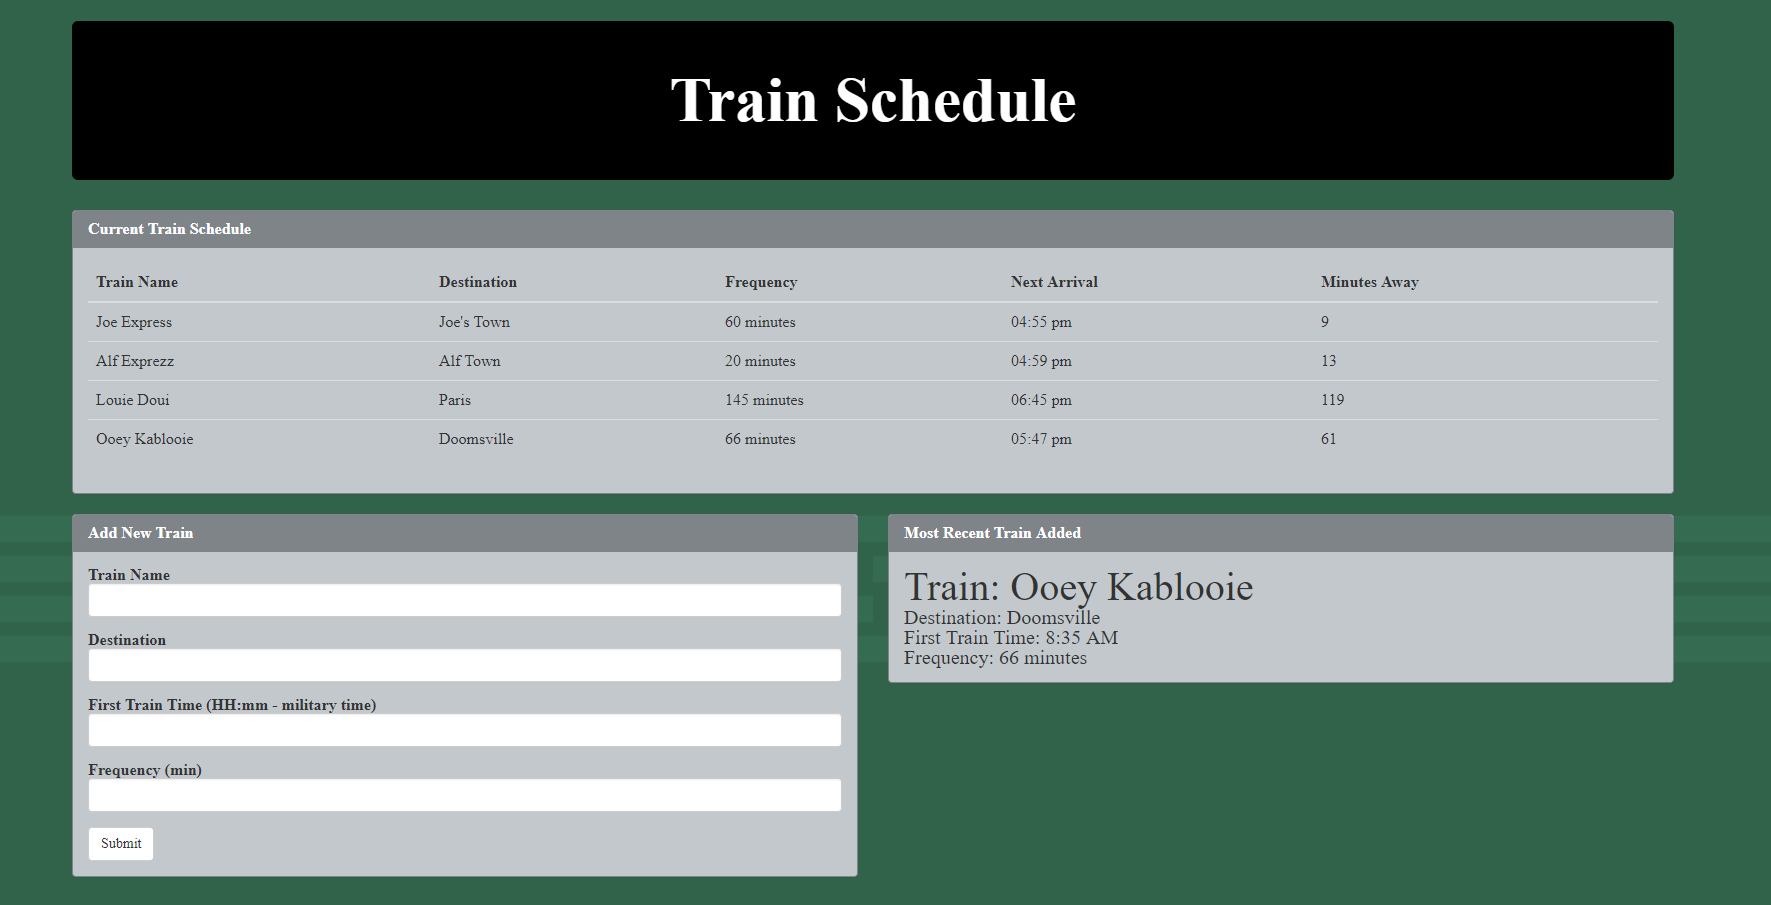 Train Schedule
Current Train Schedule
Train Name Destination Frequency Next Arrival Minutes Away
Joe Express Joe's Town 60 minutes 04:55 pm 9
Alf Exprezz Alf Town 20 minutes 04:59 pm 13
Louie Doui Paris 145 minutes 06:45 pm 119
Ooey Kablooie Doomsville 66 minutes 05:47 pm 61
Add New Train
Train Name
Destination
First Train Time (HH:mm - military time)
Frequency (min)
Submit
Most Recent Train Added
Train: Ooey Kablooie
Destination: Doomsville
First Train Time: 8:35 AM
Frequency: 66 minutes